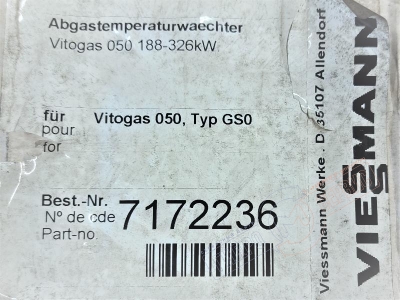 Abgastemperaturwaechter
Vitogas 050 188-326kW
für
pour
for
Vitogas 050, Typ GS0
Best.-Nr.
N° de cde
Part-no.
7172236
Viessmann Werke . D 35107 Allendorf
VIESSMANN